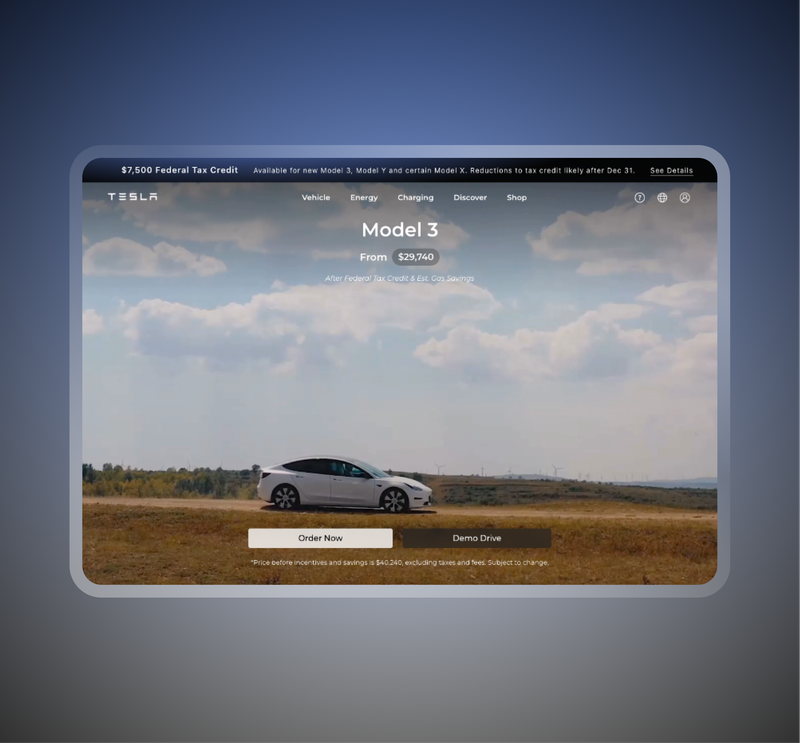 $7,500 Federal Tax Credit Available for new Model 3, Model Y and certain Model X. Reductions to tax credit likely after Dec 31. See Details
TESLA Vehicle Energy Charging Discover Shop
Model 3
From $29,740
After Federal Tax Credit & Est. Gas Savings
Order Now Demo Drive
*Price before incentives and savings is $40,240, excluding taxes and fees. Subject to change.